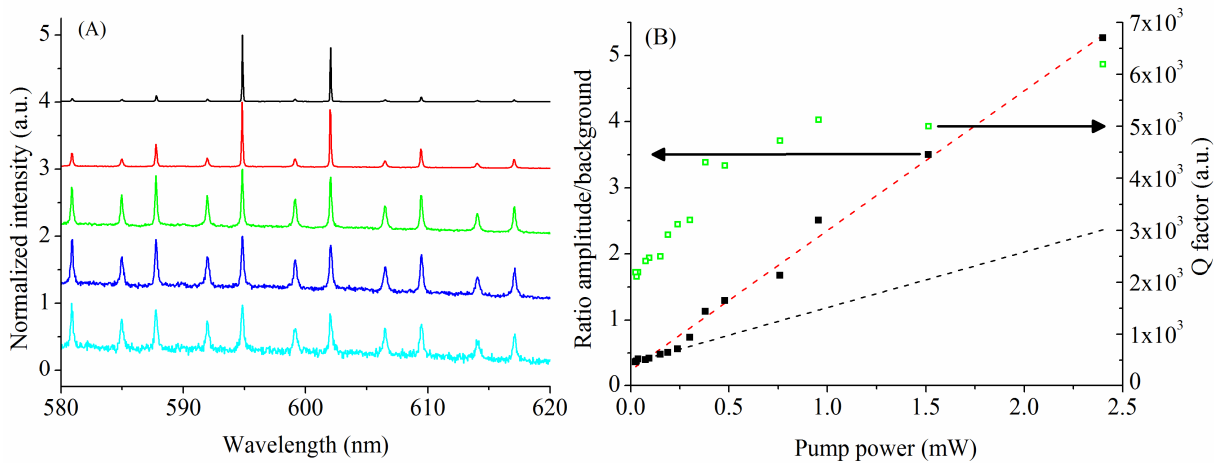 (A)
Normalized intensity (a.u.)
5
4
3
2
1
0
580
590
600
610
620
Wavelength (nm)
(B)
Ratio amplitude/background
5
4
3
2
1
0
0.0
0.5
1.0
1.5
2.0
2.5
Pump power (mW)
7x10³
6x10³
5x10³
4x10³
3x10³
2x10³
1x10³
0
Q factor (a.u.)